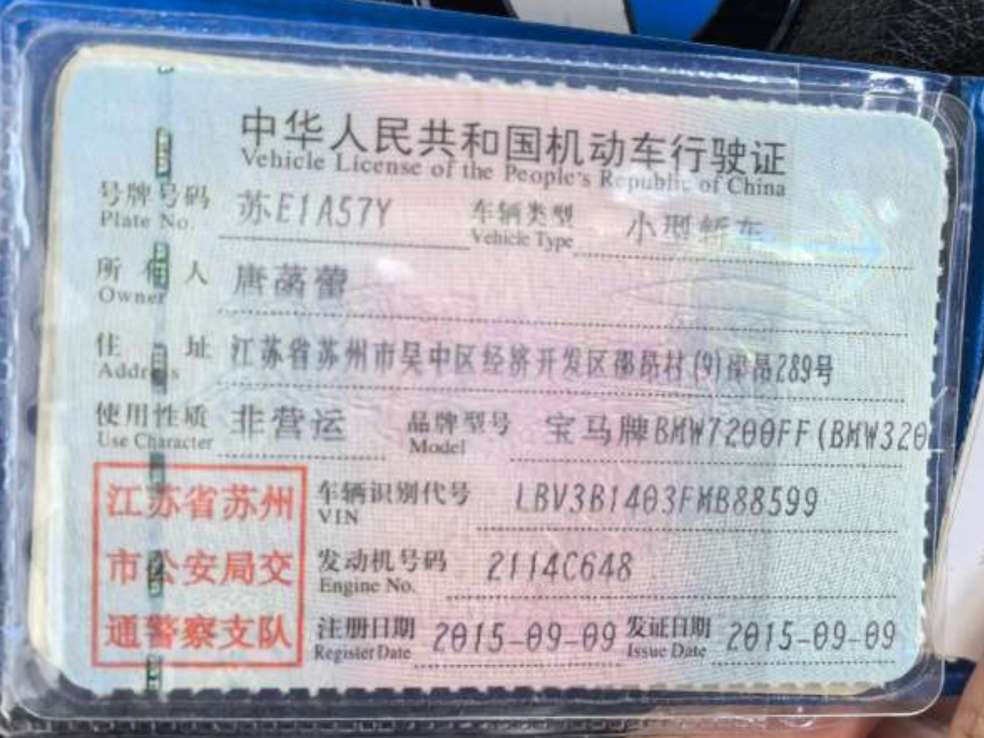 中华人民共和国机动车行驶证
Vehicle License of the People's Republic of China
号牌号码 苏E1A57Y 车辆类型 小型轿车
Plate No. Vehicle Type
所有人 唐
Owner
住址 江苏省苏州市吴中区经济开发区邵昂村(9)邵昂289号
Address
使用性质 非营运 品牌型号 宝马牌BMW7200FF(BMW320
Use Character Model
江苏省苏州 车辆识别代号 LBV3B1403FMB88599
VIN
市公安局交 发动机号码 2114C648
Engine No.
通警察支队 注册日期 2015-09-09 发证日期 2015-09-09
Register Date Issue Date